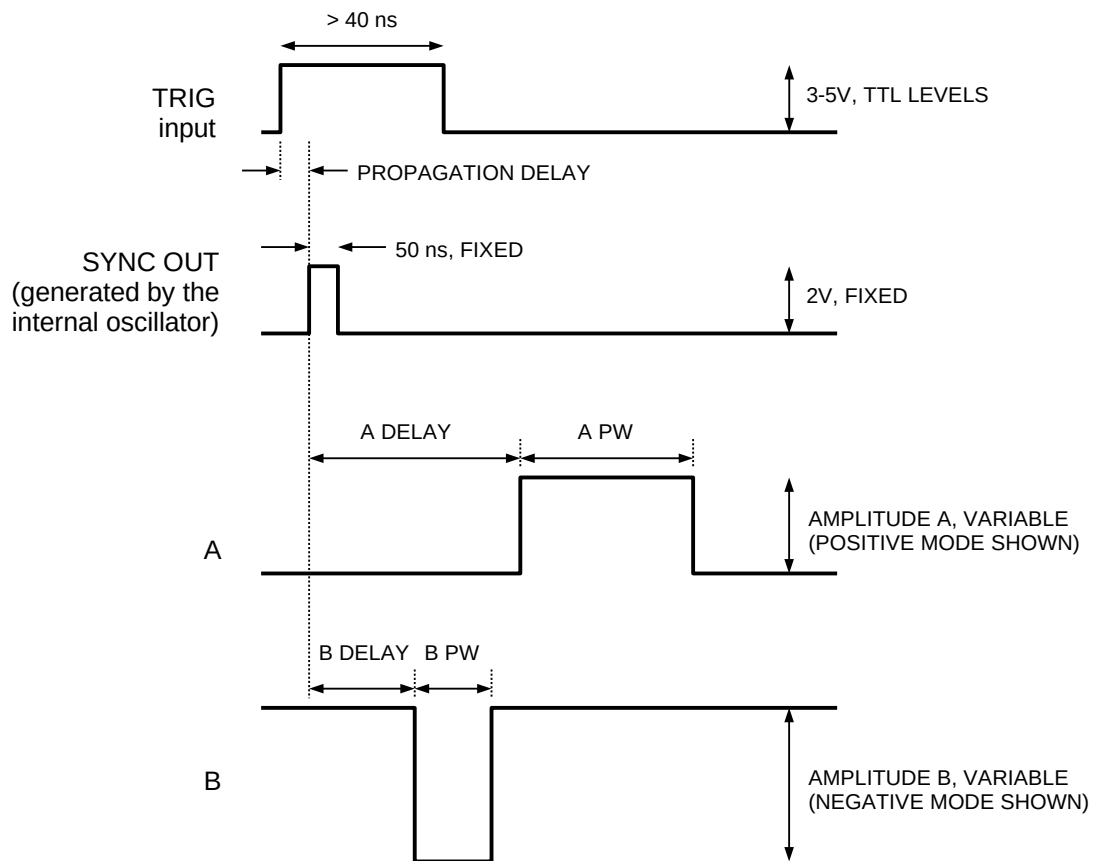 > 40 ns
TRIG
input
3-5V, TTL LEVELS
PROPAGATION DELAY
SYNC OUT
(generated by the
internal oscillator)
50 ns, FIXED
2V, FIXED
A DELAY
A PW
A
AMPLITUDE A, VARIABLE
(POSITIVE MODE SHOWN)
B DELAY
B PW
B
AMPLITUDE B, VARIABLE
(NEGATIVE MODE SHOWN)